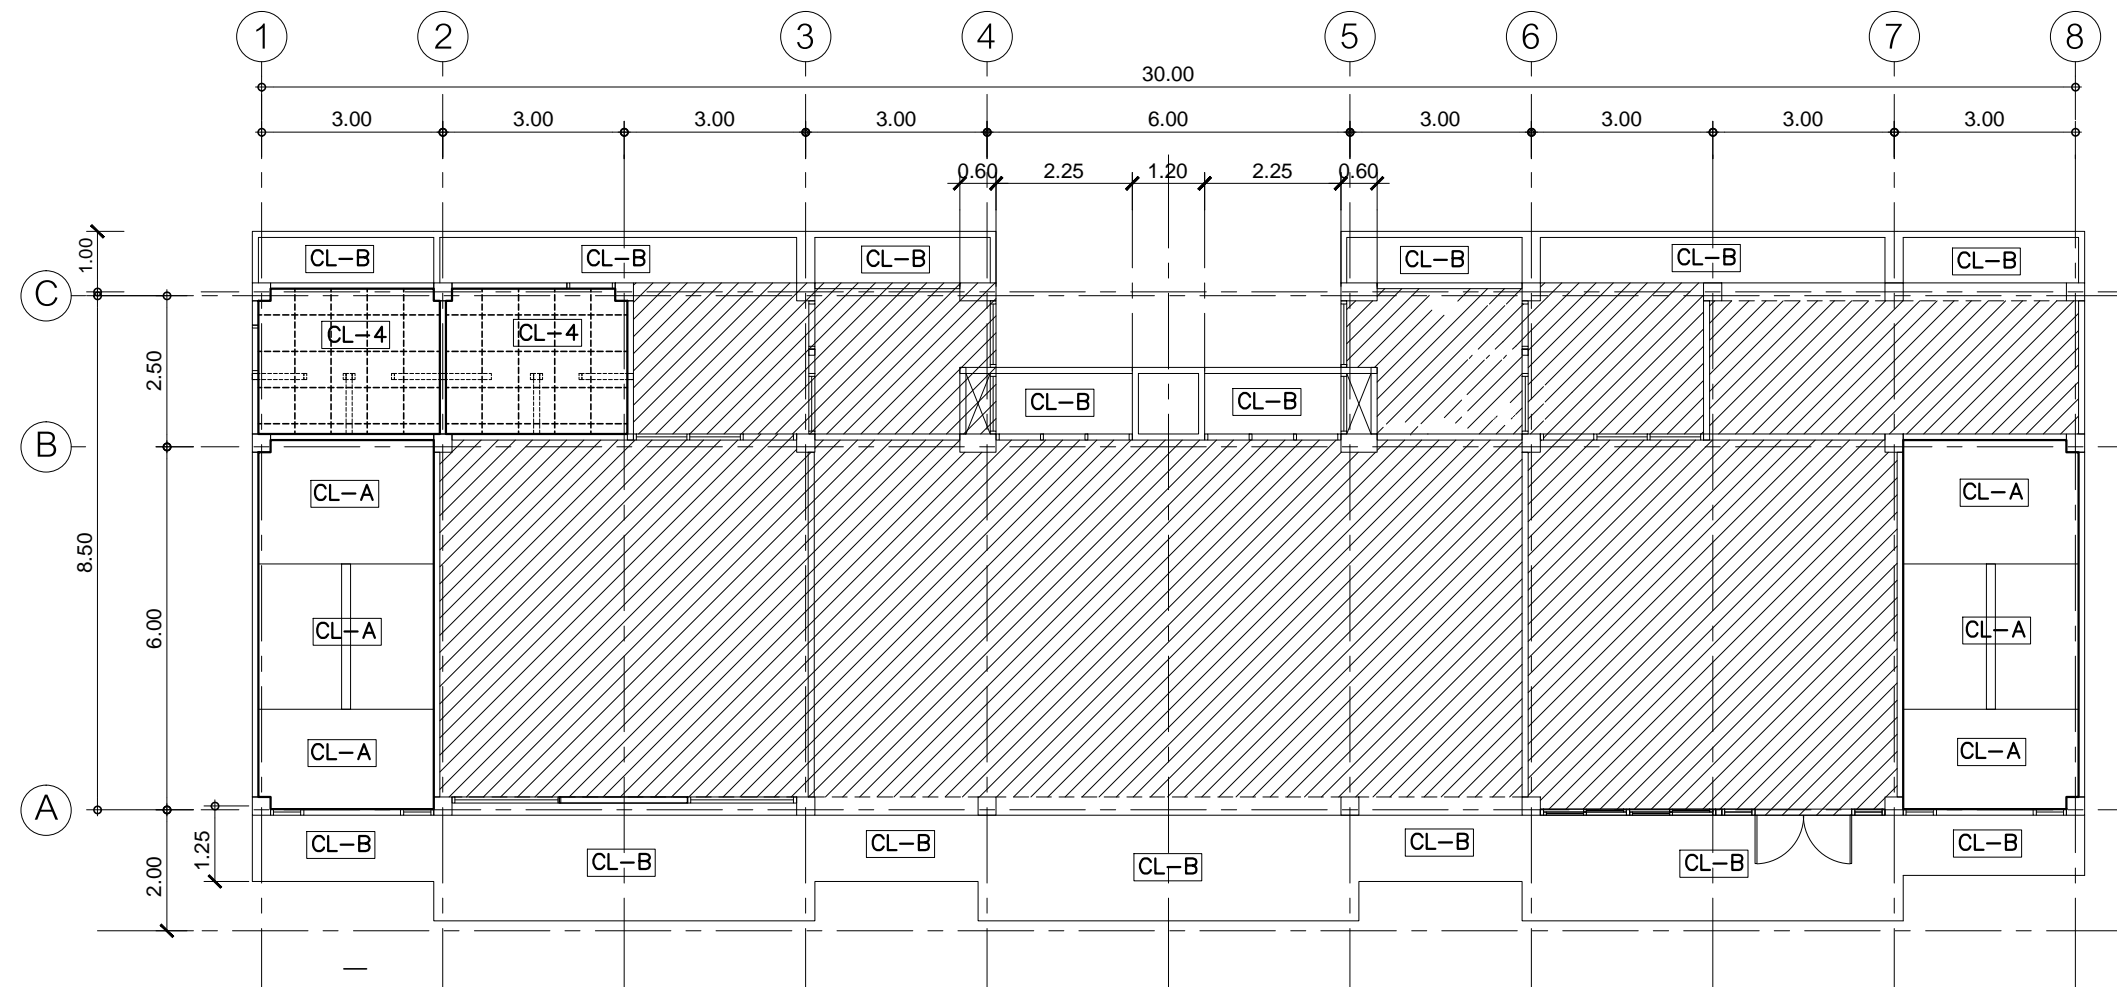 1 2 3 4 5 6 7 8
30.00
3.00 3.00 3.00 3.00 6.00 3.00 3.00 3.00 3.00
0.60 2.25 1.20 2.25 0.60
1.00
CL-B CL-B CL-B CL-B CL-B CL-B
C
CL-4 CL-4
2.50
CL-B CL-B
B
CL-A CL-A
8.50
6.00
CL-A CL-A
CL-A CL-A
A
1.25
CL-B CL-B CL-B CL-B
2.00
CL-B CL-B CL-B